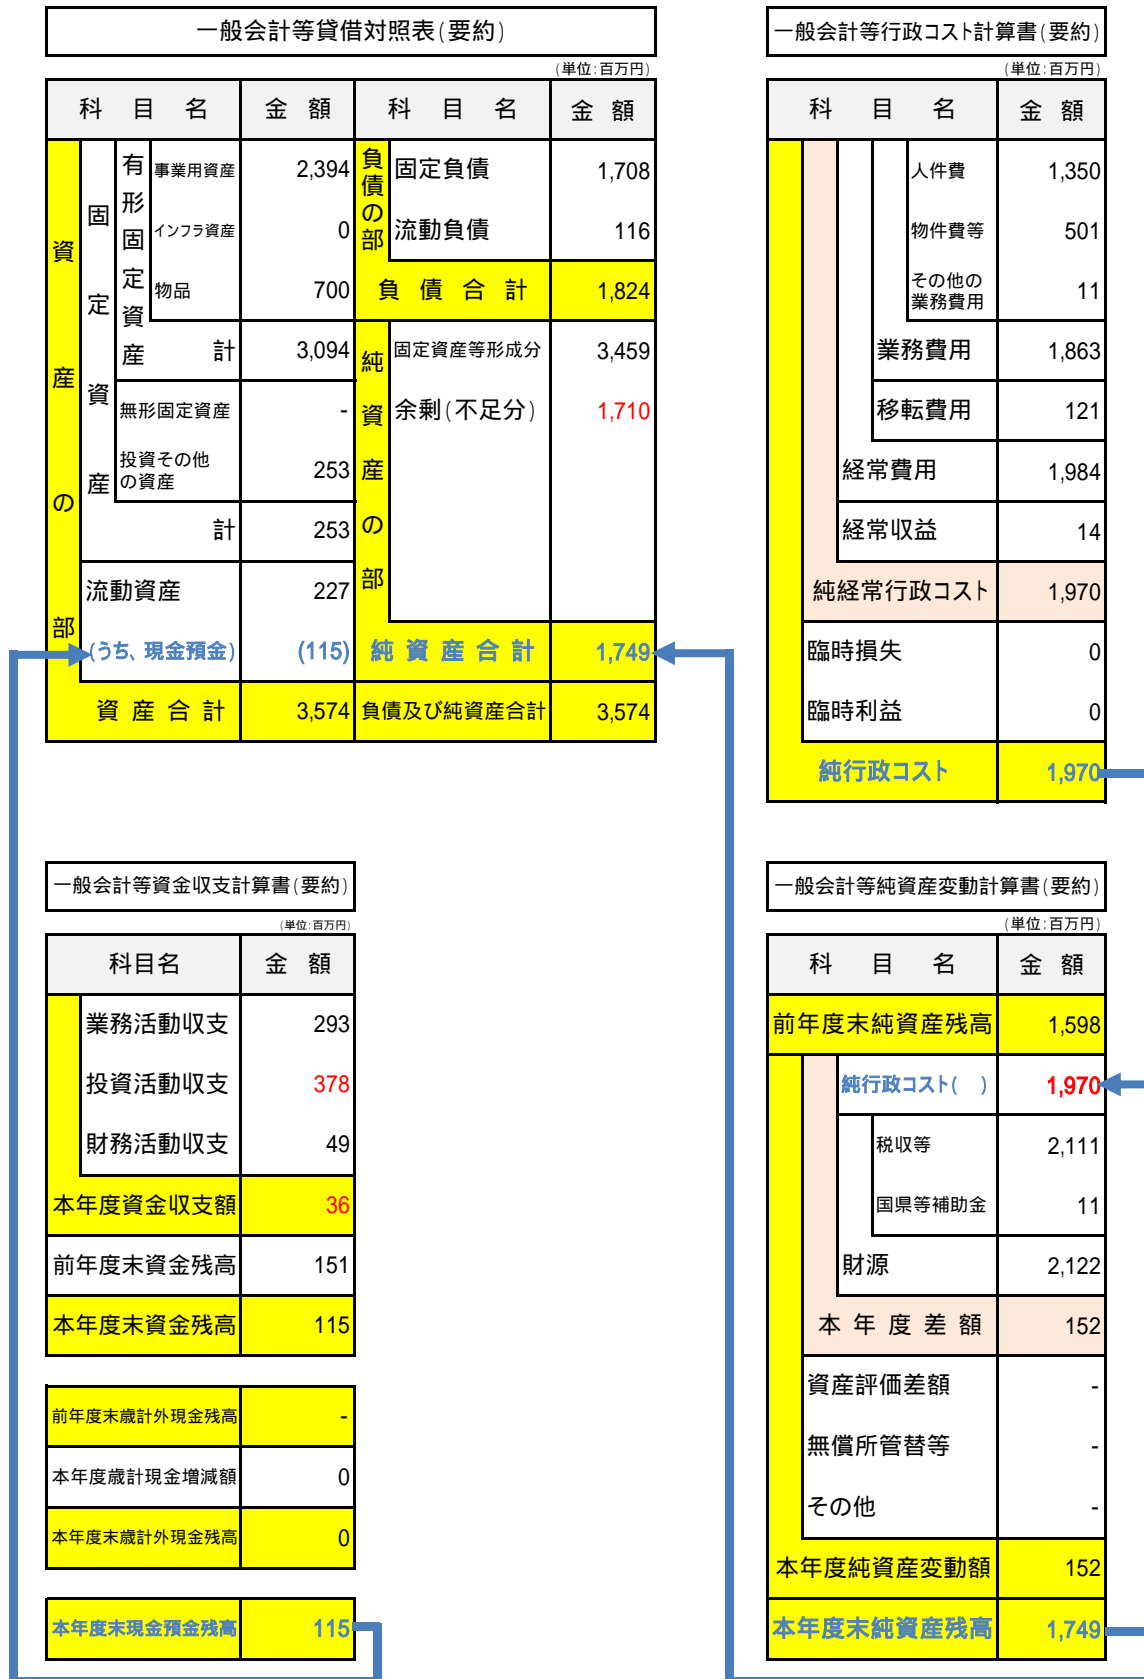 一般会計等貸借対照表(要約)
(単位:百万円)
科 目 名 金 額 科 目 名 金 額
資産の部
固定資産
有形固定資産
事業用資産 2,394
インフラ資産 0
物品 700
計 3,094
無形固定資産 -
投資その他
の資産 253
計 253
流動資産 227
(うち、現金預金) (115)
資産合計 3,574
負債の部
固定負債 1,708
流動負債 116
負債合計 1,824
純資産の部
固定資産等形成分 3,459
余剰(不足分) 1,710
純資産合計 1,749
負債及び純資産合計 3,574
一般会計等行政コスト計算書(要約)
(単位:百万円)
科 目 名 金 額
人件費 1,350
物件費等 501
その他の
業務費用 11
業務費用 1,863
移転費用 121
経常費用 1,984
経常収益 14
純経常行政コスト 1,970
臨時損失 0
臨時利益 0
純行政コスト 1,970
一般会計等資金収支計算書(要約)
(単位:百万円)
科目名 金 額
業務活動収支 293
投資活動収支 378
財務活動収支 49
本年度資金収支額 36
前年度末資金残高 151
本年度末資金残高 115
前年度末歳計外現金残高 -
本年度歳計現金増減額 0
本年度末歳計外現金残高 0
本年度末現金預金残高 115
一般会計等純資産変動計算書(要約)
(単位:百万円)
科 目 名 金 額
前年度末純資産残高 1,598
純行政コスト( ) 1,970
税収等 2,111
国県等補助金 11
財源 2,122
本年度差額 152
資産評価差額 -
無償所管替等 -
その他 -
本年度純資産変動額 152
本年度末純資産残高 1,749